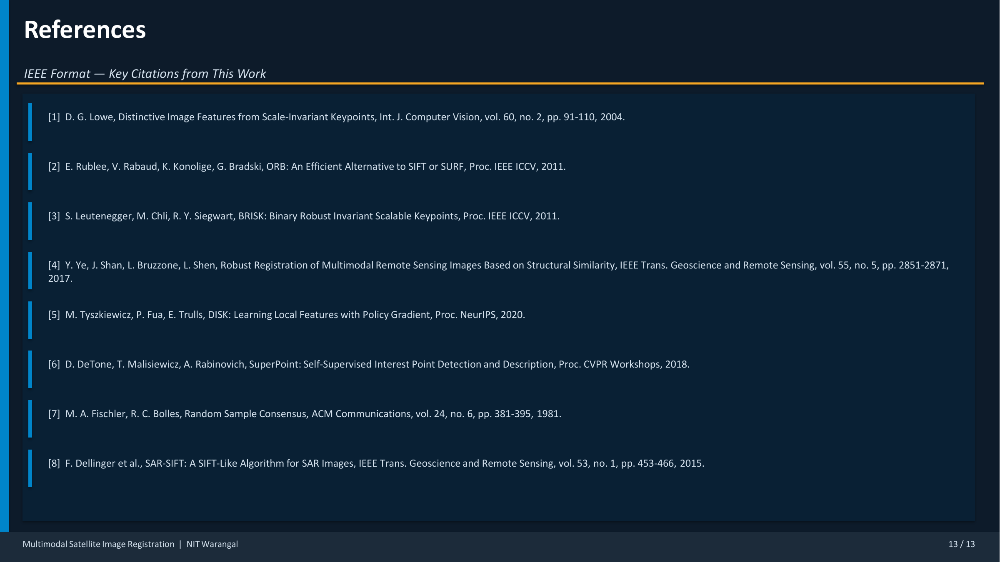 References
IEEE Format — Key Citations from This Work
[1] D. G. Lowe, Distinctive Image Features from Scale-Invariant Keypoints, Int. J. Computer Vision, vol. 60, no. 2, pp. 91-110, 2004.
[2] E. Rublee, V. Rabaud, K. Konolige, G. Bradski, ORB: An Efficient Alternative to SIFT or SURF, Proc. IEEE ICCV, 2011.
[3] S. Leutenegger, M. Chli, R. Y. Siegwart, BRISK: Binary Robust Invariant Scalable Keypoints, Proc. IEEE ICCV, 2011.
[4] Y. Ye, J. Shan, L. Bruzzone, L. Shen, Robust Registration of Multimodal Remote Sensing Images Based on Structural Similarity, IEEE Trans. Geoscience and Remote Sensing, vol. 55, no. 5, pp. 2851-2871,
2017.
[5] M. Tyszkiewicz, P. Fua, E. Trulls, DISK: Learning Local Features with Policy Gradient, Proc. NeurIPS, 2020.
[6] D. DeTone, T. Malisiewicz, A. Rabinovich, SuperPoint: Self-Supervised Interest Point Detection and Description, Proc. CVPR Workshops, 2018.
[7] M. A. Fischler, R. C. Bolles, Random Sample Consensus, ACM Communications, vol. 24, no. 6, pp. 381-395, 1981.
[8] F. Dellinger et al., SAR-SIFT: A SIFT-Like Algorithm for SAR Images, IEEE Trans. Geoscience and Remote Sensing, vol. 53, no. 1, pp. 453-466, 2015.
Multimodal Satellite Image Registration | NIT Warangal
13 / 13